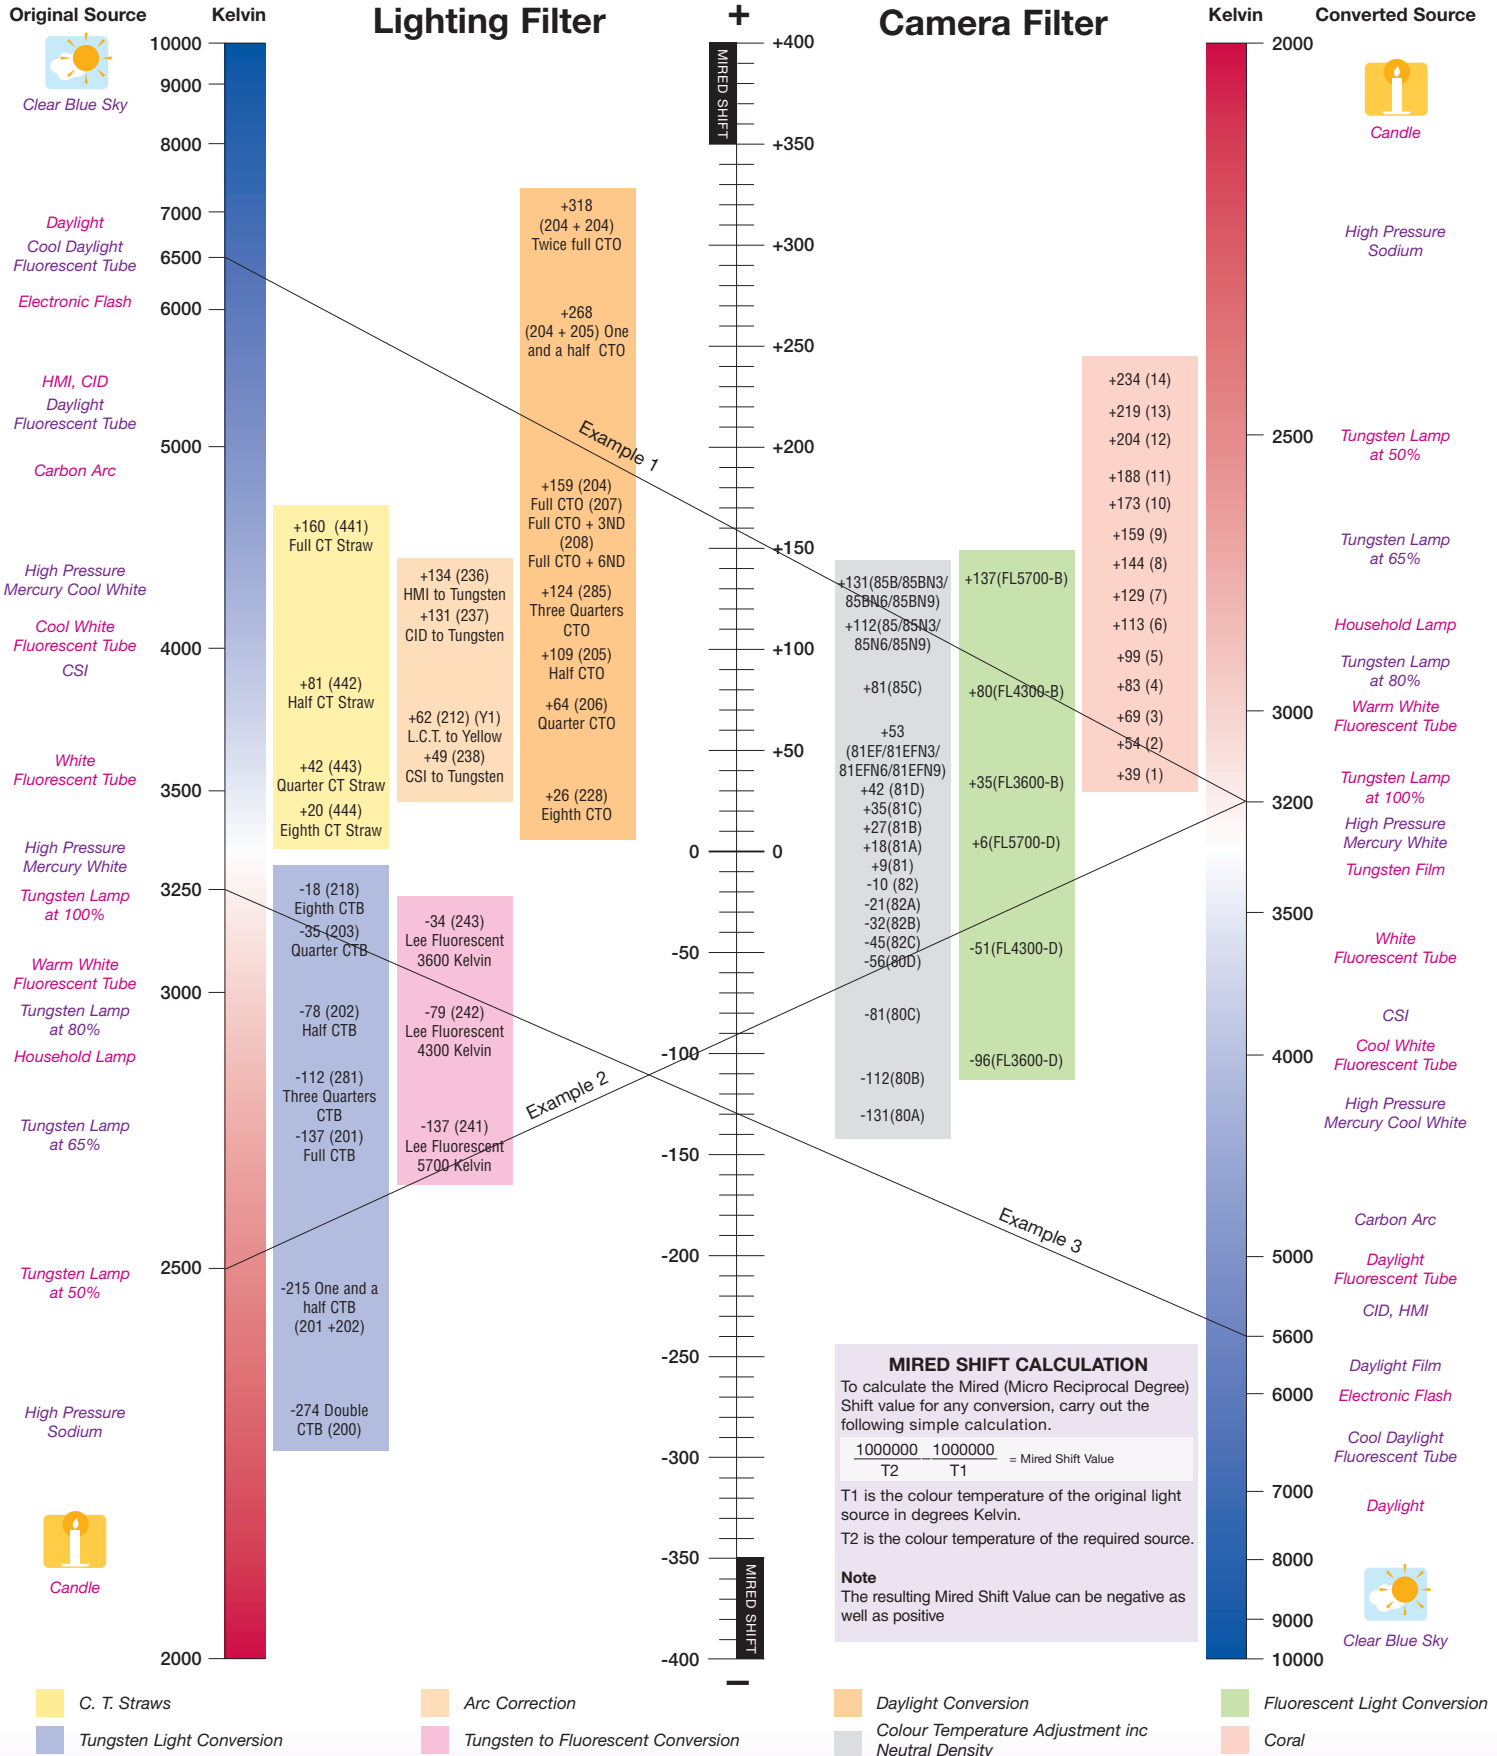 Original Source
Kelvin
Lighting Filter
+
Camera Filter
Kelvin
Converted Source
Clear Blue Sky
Daylight
Cool Daylight
Fluorescent Tube
Electronic Flash
HMI, CID
Daylight
Fluorescent Tube
Carbon Arc
High Pressure
Mercury Cool White
Cool White
Fluorescent Tube
CSI
White
Fluorescent Tube
High Pressure
Mercury White
Tungsten Lamp
at 100%
Warm White
Fluorescent Tube
Tungsten Lamp
at 80%
Household Lamp
Tungsten Lamp
at 65%
Tungsten Lamp
at 50%
High Pressure
Sodium
Candle
10000
9000
8000
7000
6500
6000
5000
4000
3500
3250
3000
2500
2000
+160 (441)
Full CT Straw
+81 (442)
Half CT Straw
+42 (443)
Quarter CT Straw
+20 (444)
Eighth CT Straw
-18 (218)
Eighth CTB
-35 (203)
Quarter CTB
-78 (202)
Half CTB
-112 (281)
Three Quarters
CTB
-137 (201)
Full CTB
-215 One and a
half CTB
(201 +202)
-274 Double
CTB (200)
+134 (236)
HMI to Tungsten
+131 (237)
CID to Tungsten
+62 (212) (Y1)
L.C.T. to Yellow
+49 (238)
CSI to Tungsten
-34 (243)
Lee Fluorescent
3600 Kelvin
-79 (242)
Lee Fluorescent
4300 Kelvin
-137 (241)
Lee Fluorescent
5700 Kelvin
+318
(204 + 204)
Twice full CTO
+268
(204 + 205) One
and a half CTO
+159 (204)
Full CTO (207)
Full CTO + 3ND
(208)
Full CTO + 6ND
+124 (285)
Three Quarters
CTO
+109 (205)
Half CTO
+64 (206)
Quarter CTO
+26 (228)
Eighth CTO
Example 1
Example 2
Example 3
MIRED SHIFT
+400
+350
+300
+250
+200
+150
+100
+50
0
0
-50
-100
-150
-200
-250
-300
-350
-400
MIRED SHIFT
–
+131(85B/85BN3/
85BN6/85BN9)
+112(85/85N3/
85N6/85N9)
+81(85C)
+53
(81EF/81EFN3/
81EFN6/81EFN9)
+42 (81D)
+35(81C)
+27(81B)
+18(81A)
+9(81)
-10 (82)
-21(82A)
-32(82B)
-45(82C)
-56(80D)
-81(80C)
-112(80B)
-131(80A)
+137(FL5700-B)
+80(FL4300-B)
+35(FL3600-B)
+6(FL5700-D)
-51(FL4300-D)
-96(FL3600-D)
+234 (14)
+219 (13)
+204 (12)
+188 (11)
+173 (10)
+159 (9)
+144 (8)
+129 (7)
+113 (6)
+99 (5)
+83 (4)
+69 (3)
+54 (2)
+39 (1)
2000
2500
3000
3200
3500
4000
5000
5600
6000
7000
8000
9000
10000
Candle
High Pressure
Sodium
Tungsten Lamp
at 50%
Tungsten Lamp
at 65%
Household Lamp
Tungsten Lamp
at 80%
Warm White
Fluorescent Tube
Tungsten Lamp
at 100%
High Pressure
Mercury White
Tungsten Film
White
Fluorescent Tube
CSI
Cool White
Fluorescent Tube
High Pressure
Mercury Cool White
Carbon Arc
Daylight
Fluorescent Tube
CID, HMI
Daylight Film
Electronic Flash
Cool Daylight
Fluorescent Tube
Daylight
Clear Blue Sky
MIRED SHIFT CALCULATION
To calculate the Mired (Micro Reciprocal Degree)
Shift value for any conversion, carry out the
following simple calculation.
1000000 – 1000000
T2 T1
= Mired Shift Value
T1 is the colour temperature of the original light
source in degrees Kelvin.
T2 is the colour temperature of the required source.
Note
The resulting Mired Shift Value can be negative as
well as positive
C. T. Straws
Arc Correction
Daylight Conversion
Fluorescent Light Conversion
Tungsten Light Conversion
Tungsten to Fluorescent Conversion
Colour Temperature Adjustment inc
Neutral Density
Coral